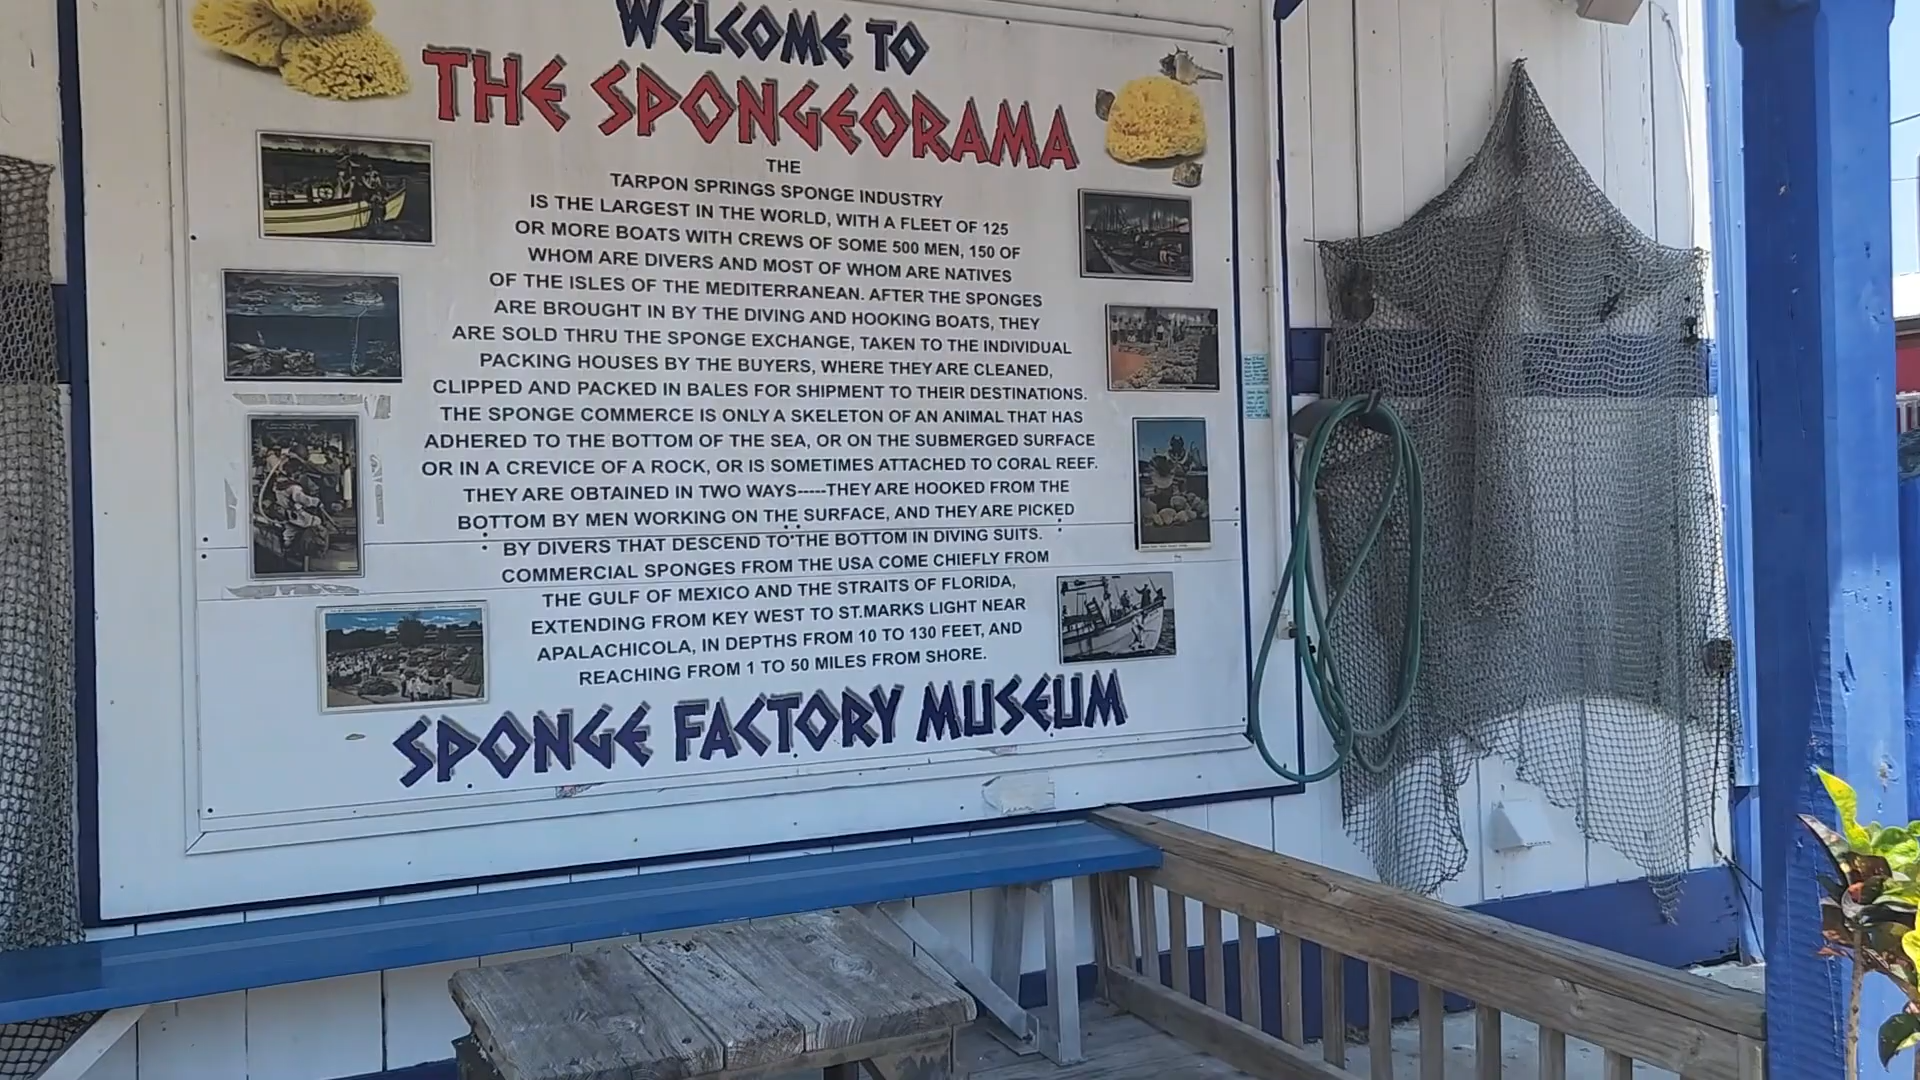 WELCOME TO
THE SPONGEORAMA
THE
TARPON SPRINGS SPONGE INDUSTRY
IS THE LARGEST IN THE WORLD, WITH A FLEET OF 125
OR MORE BOATS WITH CREWS OF SOME 500 MEN, 150 OF
WHOM ARE DIVERS AND MOST OF WHOM ARE NATIVES
OF THE ISLES OF THE MEDITERRANEAN. AFTER THE SPONGES
ARE BROUGHT IN BY THE DIVING AND HOOKING BOATS, THEY
ARE SOLD THRU THE SPONGE EXCHANGE, TAKEN TO THE INDIVIDUAL
PACKING HOUSES BY THE BUYERS, WHERE THEY ARE CLEANED,
CLIPPED AND PACKED IN BALES FOR SHIPMENT TO THEIR DESTINATIONS.
THE SPONGE COMMERCE IS ONLY A SKELETON OF AN ANIMAL THAT HAS
ADHERED TO THE BOTTOM OF THE SEA, OR ON THE SUBMERGED SURFACE
OR IN A CREVICE OF A ROCK, OR IS SOMETIMES ATTACHED TO CORAL REEF.
THEY ARE OBTAINED IN TWO WAYS-----THEY ARE HOOKED FROM THE
BOTTOM BY MEN WORKING ON THE SURFACE, AND THEY ARE PICKED
BY DIVERS THAT DESCEND TO THE BOTTOM IN DIVING SUITS.
COMMERCIAL SPONGES FROM THE USA COME CHIEFLY FROM
THE GULF OF MEXICO AND THE STRAITS OF FLORIDA,
EXTENDING FROM KEY WEST TO ST.MARKS LIGHT NEAR
APALACHICOLA, IN DEPTHS FROM 10 TO 130 FEET, AND
REACHING FROM 1 TO 50 MILES FROM SHORE.
SPONGE FACTORY MUSEUM